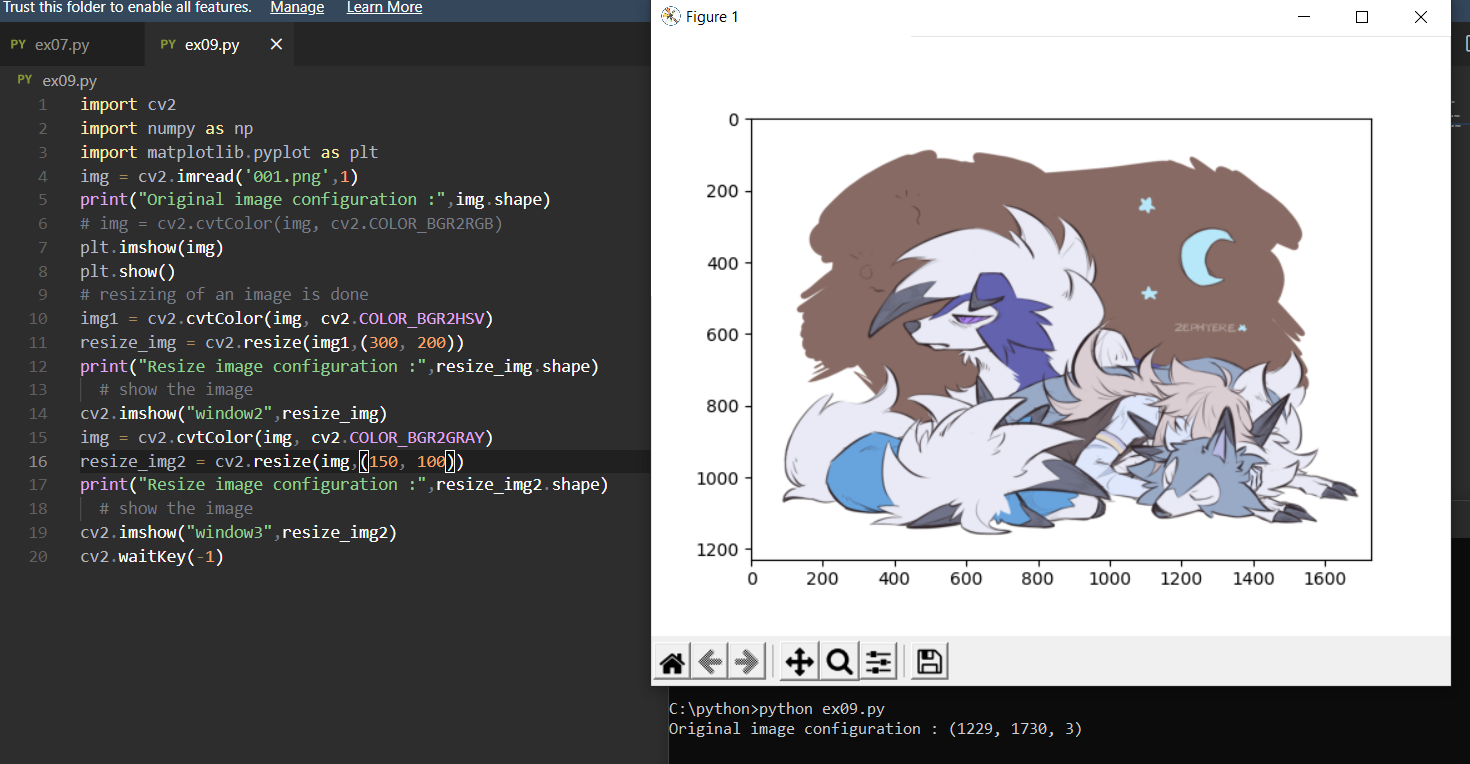 Trust this folder to enable all features. Manage Learn More
PY ex07.py PY ex09.py
PY ex09.py
1 import cv2
2 import numpy as np
3 import matplotlib.pyplot as plt
4 img = cv2.imread('001.png',1)
5 print("Original image configuration :",img.shape)
6 # img = cv2.cvtColor(img, cv2.COLOR_BGR2RGB)
7 plt.imshow(img)
8 plt.show()
9 # resizing of an image is done
10 img1 = cv2.cvtColor(img, cv2.COLOR_BGR2HSV)
11 resize_img = cv2.resize(img1,(300, 200))
12 print("Resize image configuration :",resize_img.shape)
13 # show the image
14 cv2.imshow("window2",resize_img)
15 img = cv2.cvtColor(img, cv2.COLOR_BGR2GRAY)
16 resize_img2 = cv2.resize(img,(150, 100))
17 print("Resize image configuration :",resize_img2.shape)
18 # show the image
19 cv2.imshow("window3",resize_img2)
20 cv2.waitKey(-1)
Figure 1
0
200
400
600
800
1000
1200
0 200 400 600 800 1000 1200 1400 1600
ZEPHYERE
C:\python>python ex09.py
Original image configuration : (1229, 1730, 3)